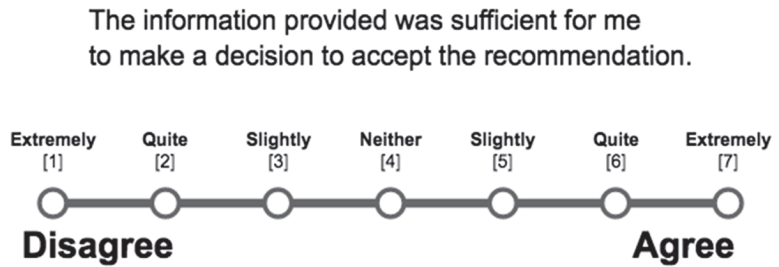 The information provided was sufficient for me
to make a decision to accept the recommendation.
Extremely Quite Slightly Neither Slightly Quite Extremely
[1] [2] [3] [4] [5] [6] [7]
Disagree Agree